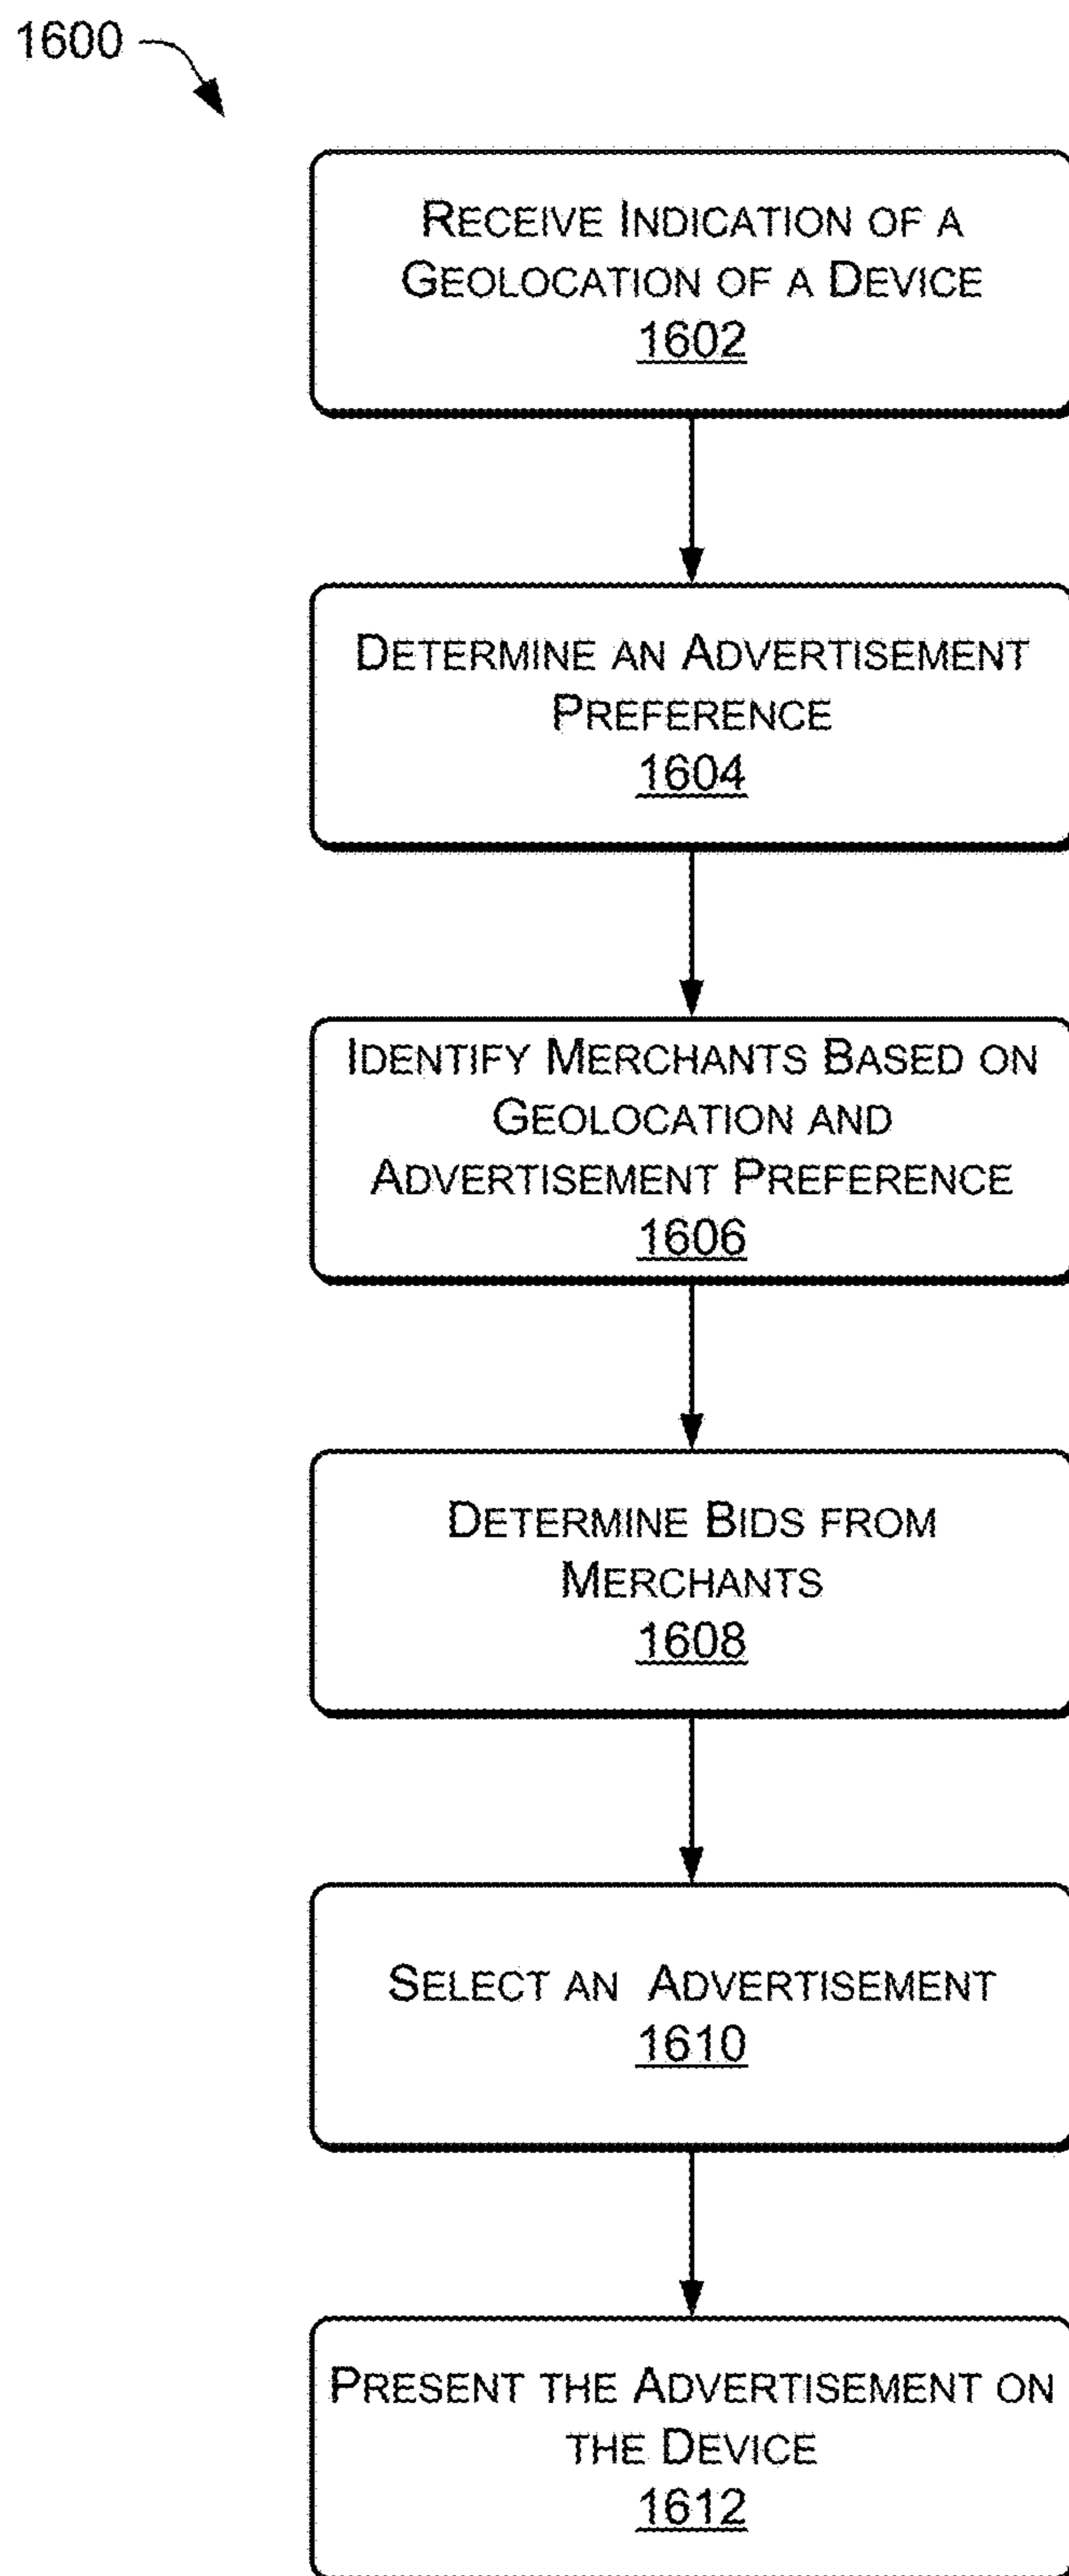 1600
RECEIVE INDICATION OF A
GEOLOCATION OF A DEVICE
1602
DETERMINE AN ADVERTISEMENT
PREFERENCE
1604
IDENTIFY MERCHANTS BASED ON
GEOLOCATION AND
ADVERTISEMENT PREFERENCE
1606
DETERMINE BIDS FROM
MERCHANTS
1608
SELECT AN ADVERTISEMENT
1610
PRESENT THE ADVERTISEMENT ON
THE DEVICE
1612